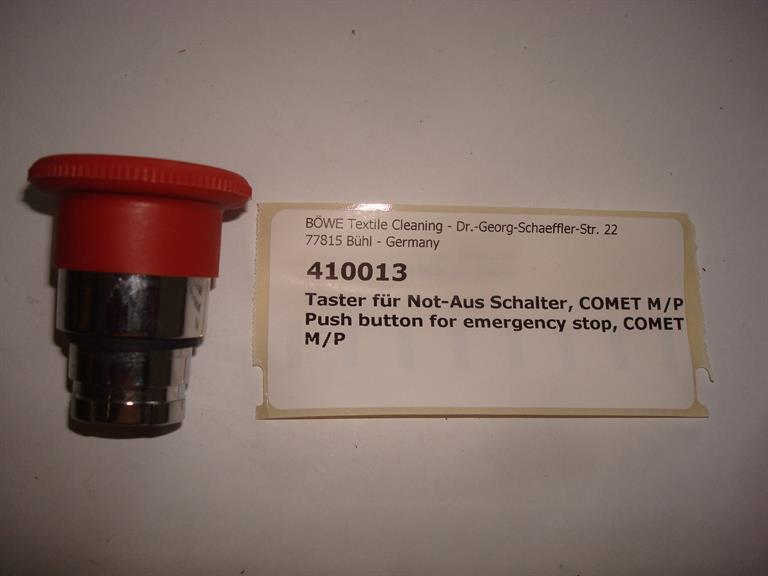 BÖWE Textile Cleaning - Dr.-Georg-Schaeffler-Str. 22
77815 Bühl - Germany
410013
Taster für Not-Aus Schalter, COMET M/P
Push button for emergency stop, COMET
M/P